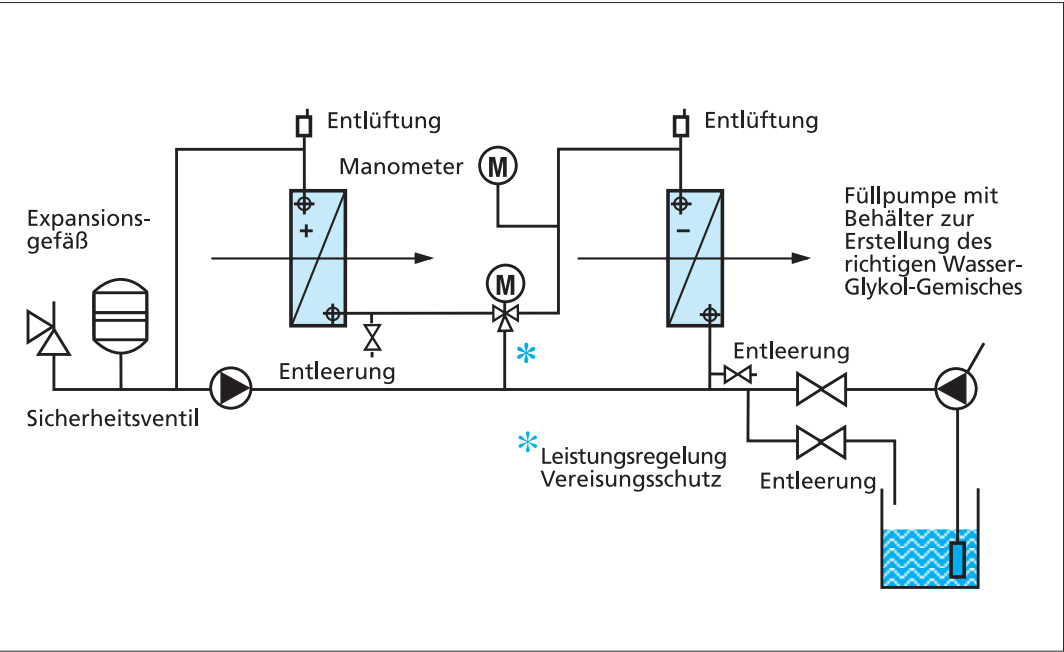 Entlüftung
Entlüftung
Manometer
M
Expansions-
gefäß
+
−
Füllpumpe mit
Behälter zur
Erstellung des
richtigen Wasser-
Glykol-Gemisches
M
*
Entleerung
Entleerung
Sicherheitsventil
* Leistungsregelung
Vereisungsschutz
Entleerung